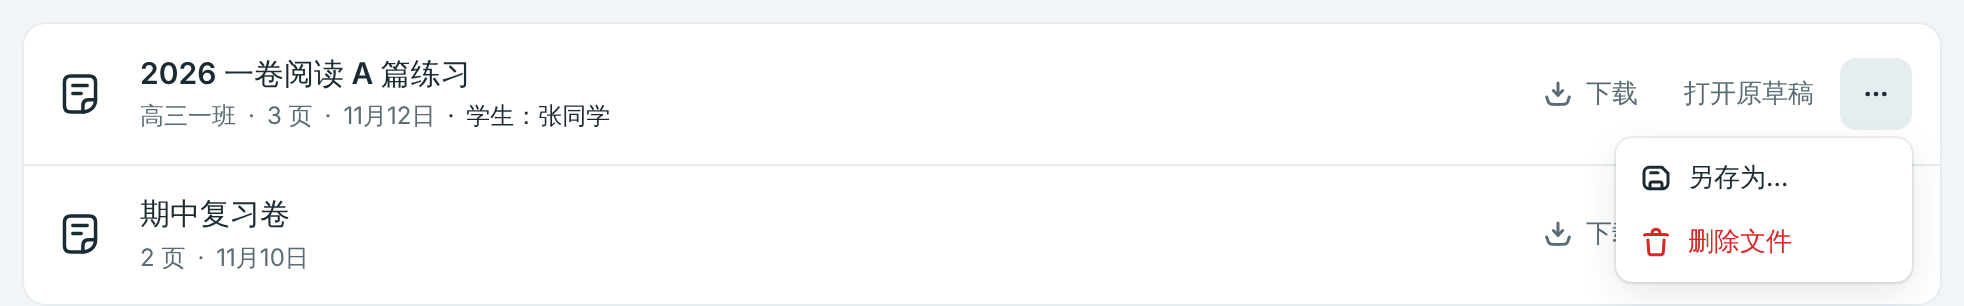 2026 一卷阅读 A 篇练习
高三一班 · 3 页 · 11月12日 · 学生：张同学
下载
打开原草稿
另存为...
删除文件
期中复习卷
2 页 · 11月10日
下